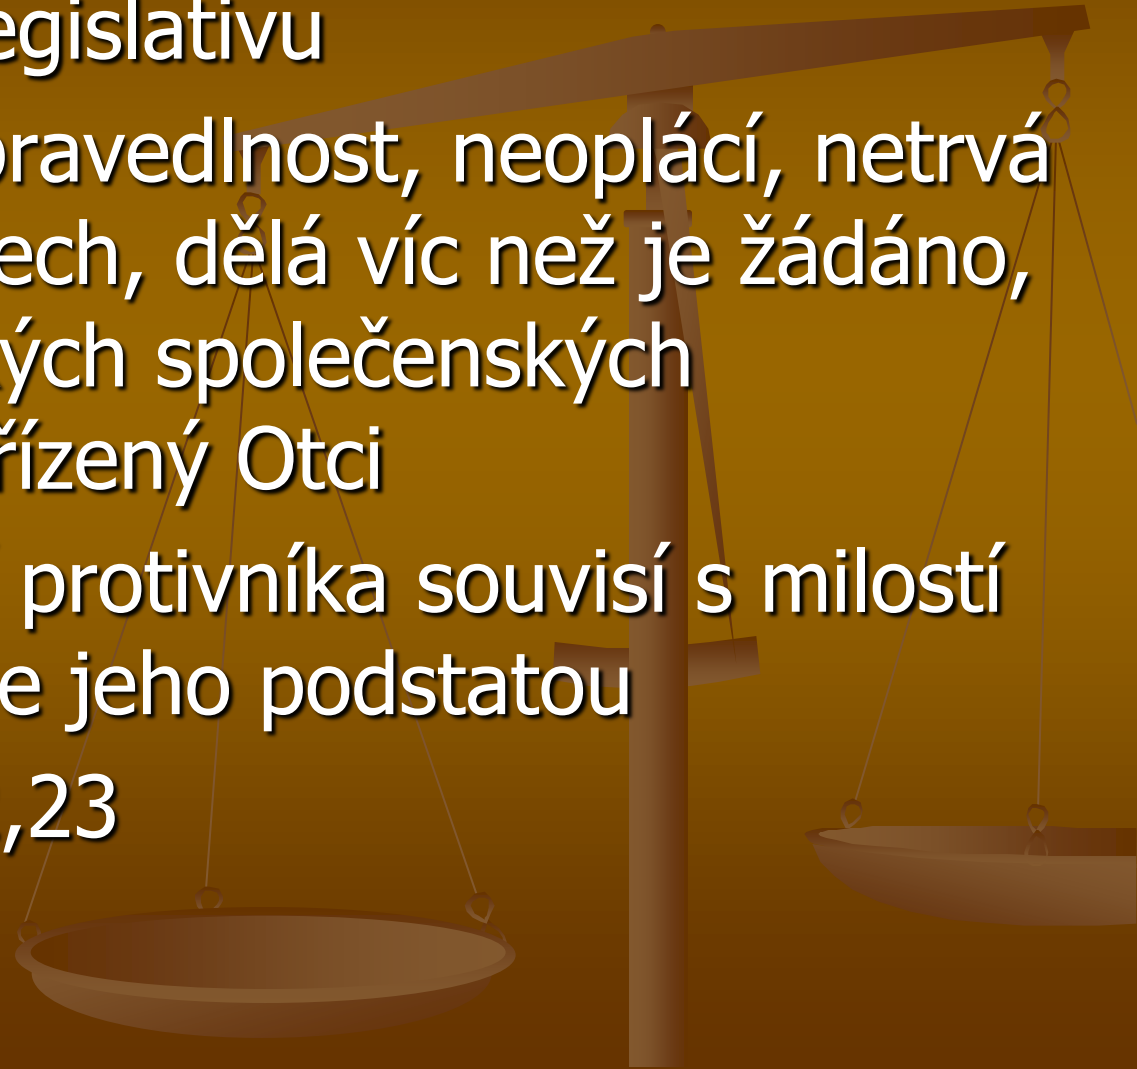 egislativu
pravedlnost, neoplácí, netrvá
ech, dělá víc než je žádáno,
ých společenských
řízený Otci
protivníka souvisí s milostí
e jeho podstatou
,23